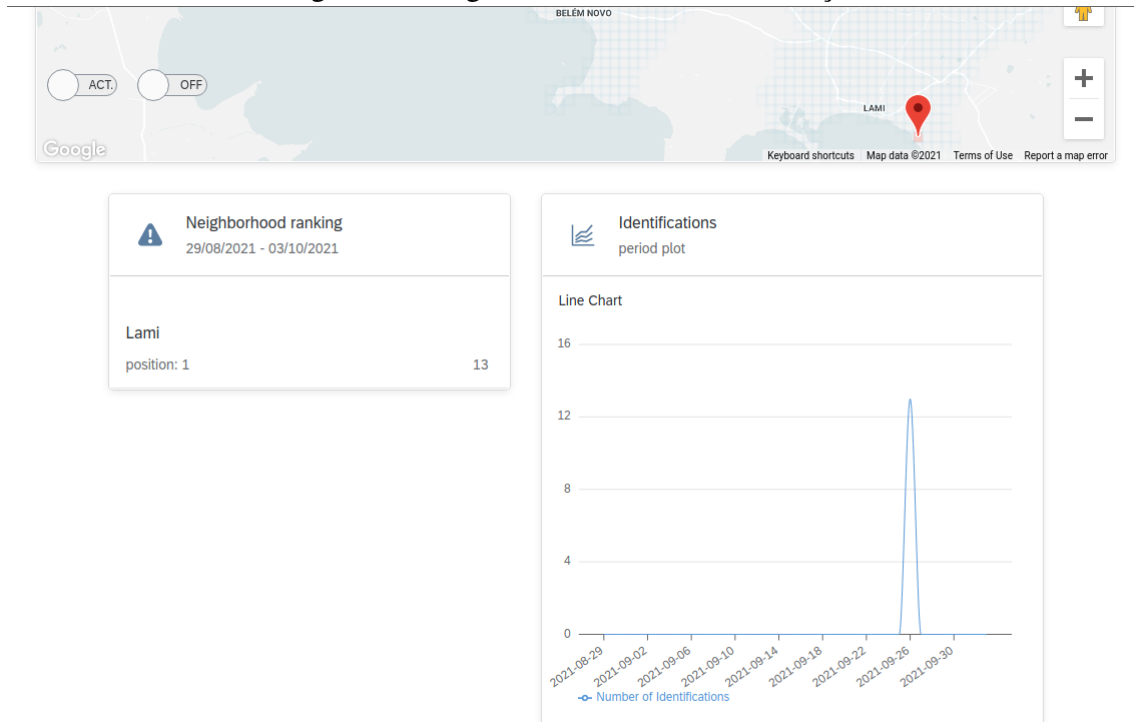 BELÉM NOVO
ACT.
OFF
LAMI
Google
Keyboard shortcuts Map data ©2021 Terms of Use Report a map error
Neighborhood ranking
29/08/2021 - 03/10/2021
Lami
position: 1 13
Identifications
period plot
Line Chart
16
12
8
4
0
2021-08-29 2021-09-02 2021-09-06 2021-09-10 2021-09-14 2021-09-18 2021-09-22 2021-09-26 2021-09-30
Number of Identifications